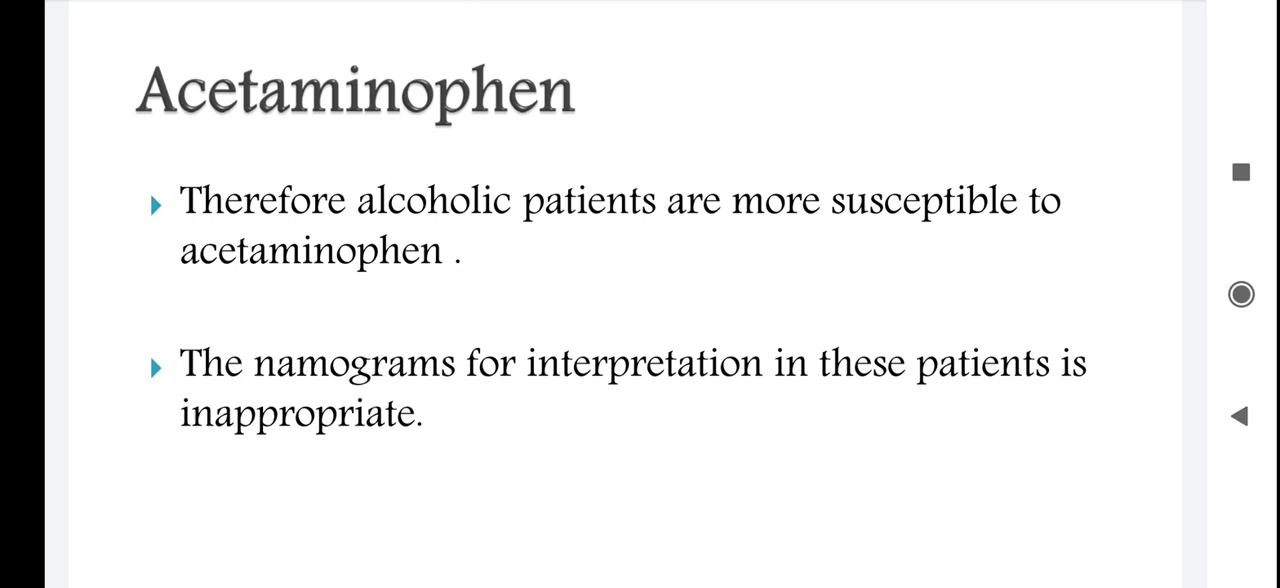 Acetaminophen
Therefore alcoholic patients are more susceptible to
acetaminophen .
The namograms for interpretation in these patients is
inappropriate.